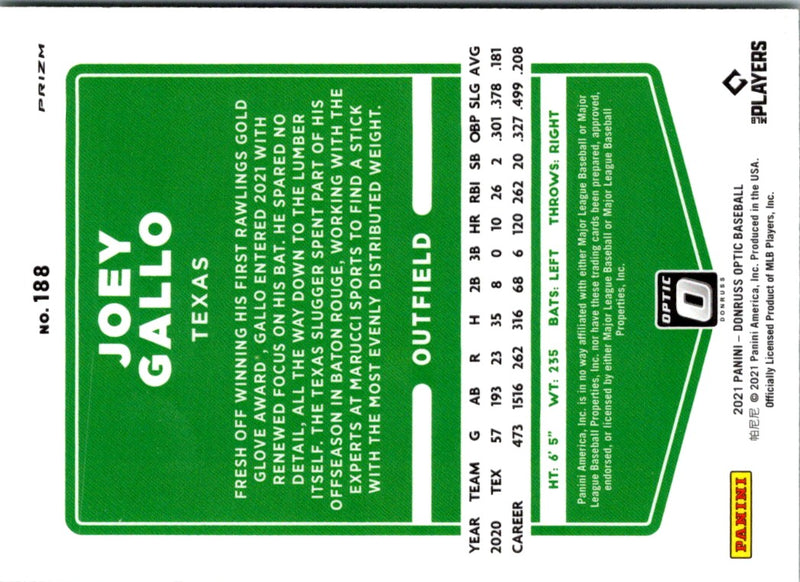 PRIZM
NO. 188
JOEY
GALLO
TEXAS
FRESH OFF WINNING HIS FIRST RAWLINGS GOLD
GLOVE AWARD®, GALLO ENTERED 2021 WITH
RENEWED FOCUS ON HIS BAT. HE SPARED NO
DETAIL, ALL THE WAY DOWN TO THE LUMBER
ITSELF. THE TEXAS SLUGGER SPENT PART OF HIS
OFFSEASON IN BATON ROUGE, WORKING WITH THE
EXPERTS AT MARUCCI SPORTS TO FIND A STICK
WITH THE MOST EVENLY DISTRIBUTED WEIGHT.
OUTFIELD
YEAR TEAM G AB R H 2B 3B HR RBI SB OBP SLG AVG
2020 TEX 57 193 23 35 8 0 10 26 2 .301 .378 .181
CAREER 473 1516 262 316 68 6 120 262 20 .327 .499 .208
HT: 6' 5" WT: 235 BATS: LEFT THROWS: RIGHT
Panini America, Inc. is in no way affiliated with either Major League Baseball or Major
League Baseball Properties, Inc. nor have these trading cards been prepared, approved,
endorsed, or licensed by either Major League Baseball or Major League Baseball
Properties, Inc.
OPTIC
DONRUSS
PANINI
2021 PANINI – DONRUSS OPTIC BASEBALL
帕尼尼 © 2021 Panini America, Inc. Produced in the USA.
Officially Licensed Product of MLB Players, Inc.
MLB PLAYERS